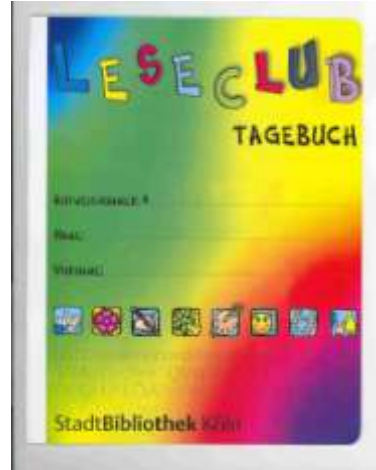 LESECLUB
TAGEBUCH
NAME:
VORNAME:
StadtBibliothek Köln